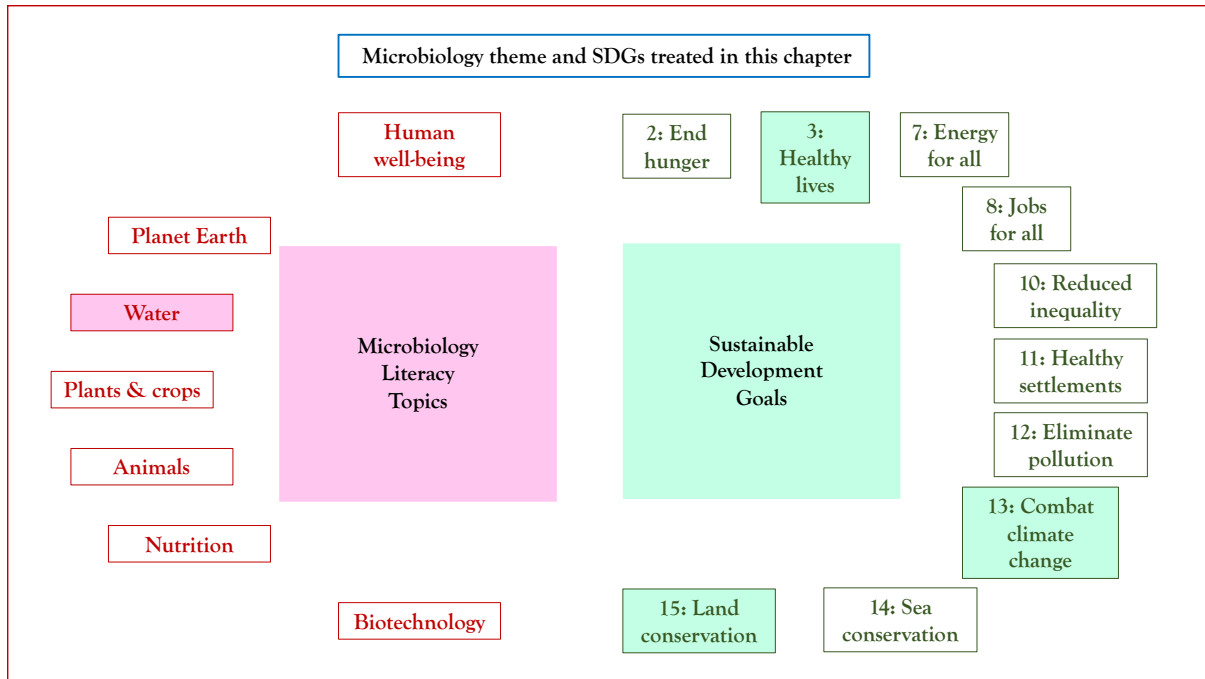 Microbiology theme and SDGs treated in this chapter
Human
well-being
Planet Earth
Water
Plants & crops
Animals
Nutrition
Biotechnology
Microbiology
Literacy
Topics
Sustainable
Development
Goals
2: End
hunger
3:
Healthy
lives
7: Energy
for all
8: Jobs
for all
10: Reduced
inequality
11: Healthy
settlements
12: Eliminate
pollution
13: Combat
climate
change
14: Sea
conservation
15: Land
conservation